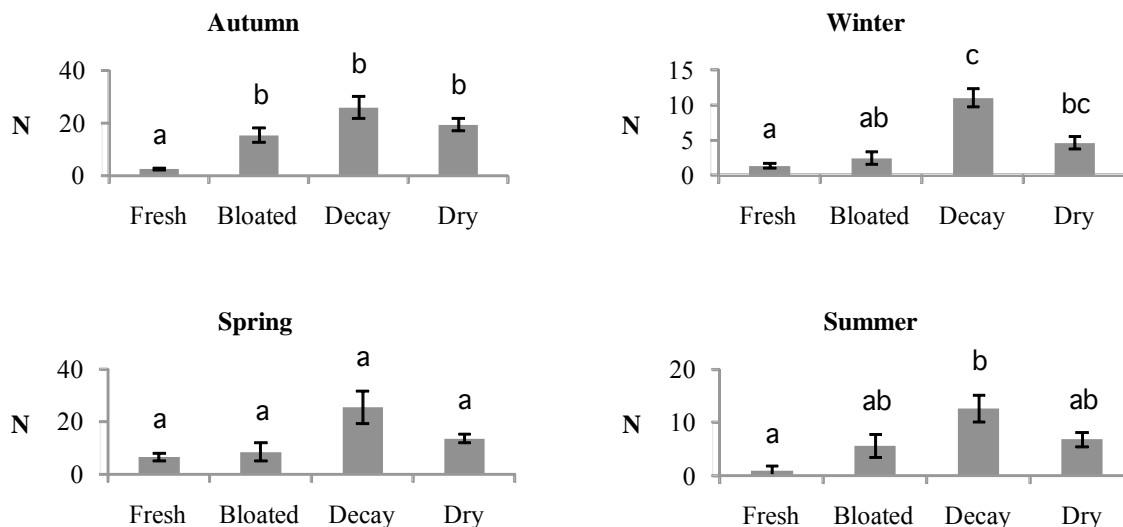 Autumn
40
20
0
N
a
b
b
b
Fresh
Bloated
Decay
Dry
Winter
15
10
5
0
N
a
ab
c
bc
Fresh
Bloated
Decay
Dry
Spring
40
20
0
N
a
a
a
a
Fresh
Bloated
Decay
Dry
Summer
20
10
0
N
a
ab
b
ab
Fresh
Bloated
Decay
Dry